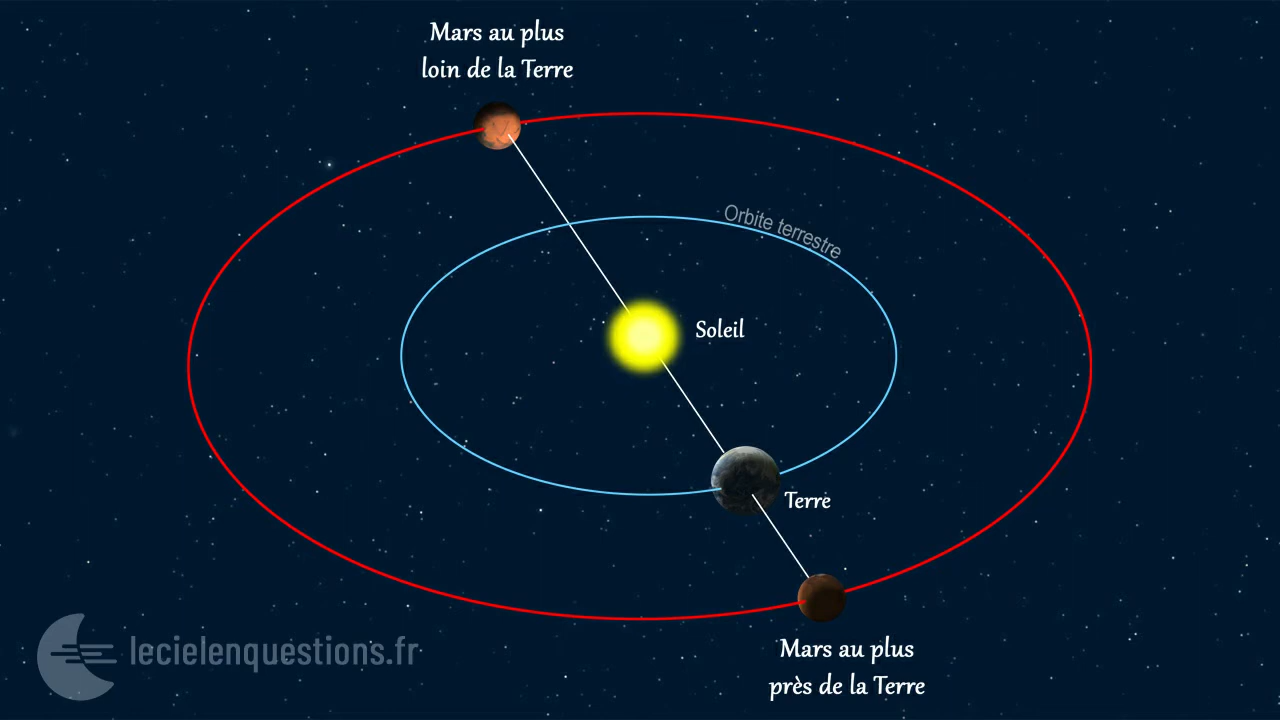 Mars au plus
loin de la Terre
Orbite terrestre
Soleil
Terre
Mars au plus
près de la Terre
lecielenquestions.fr